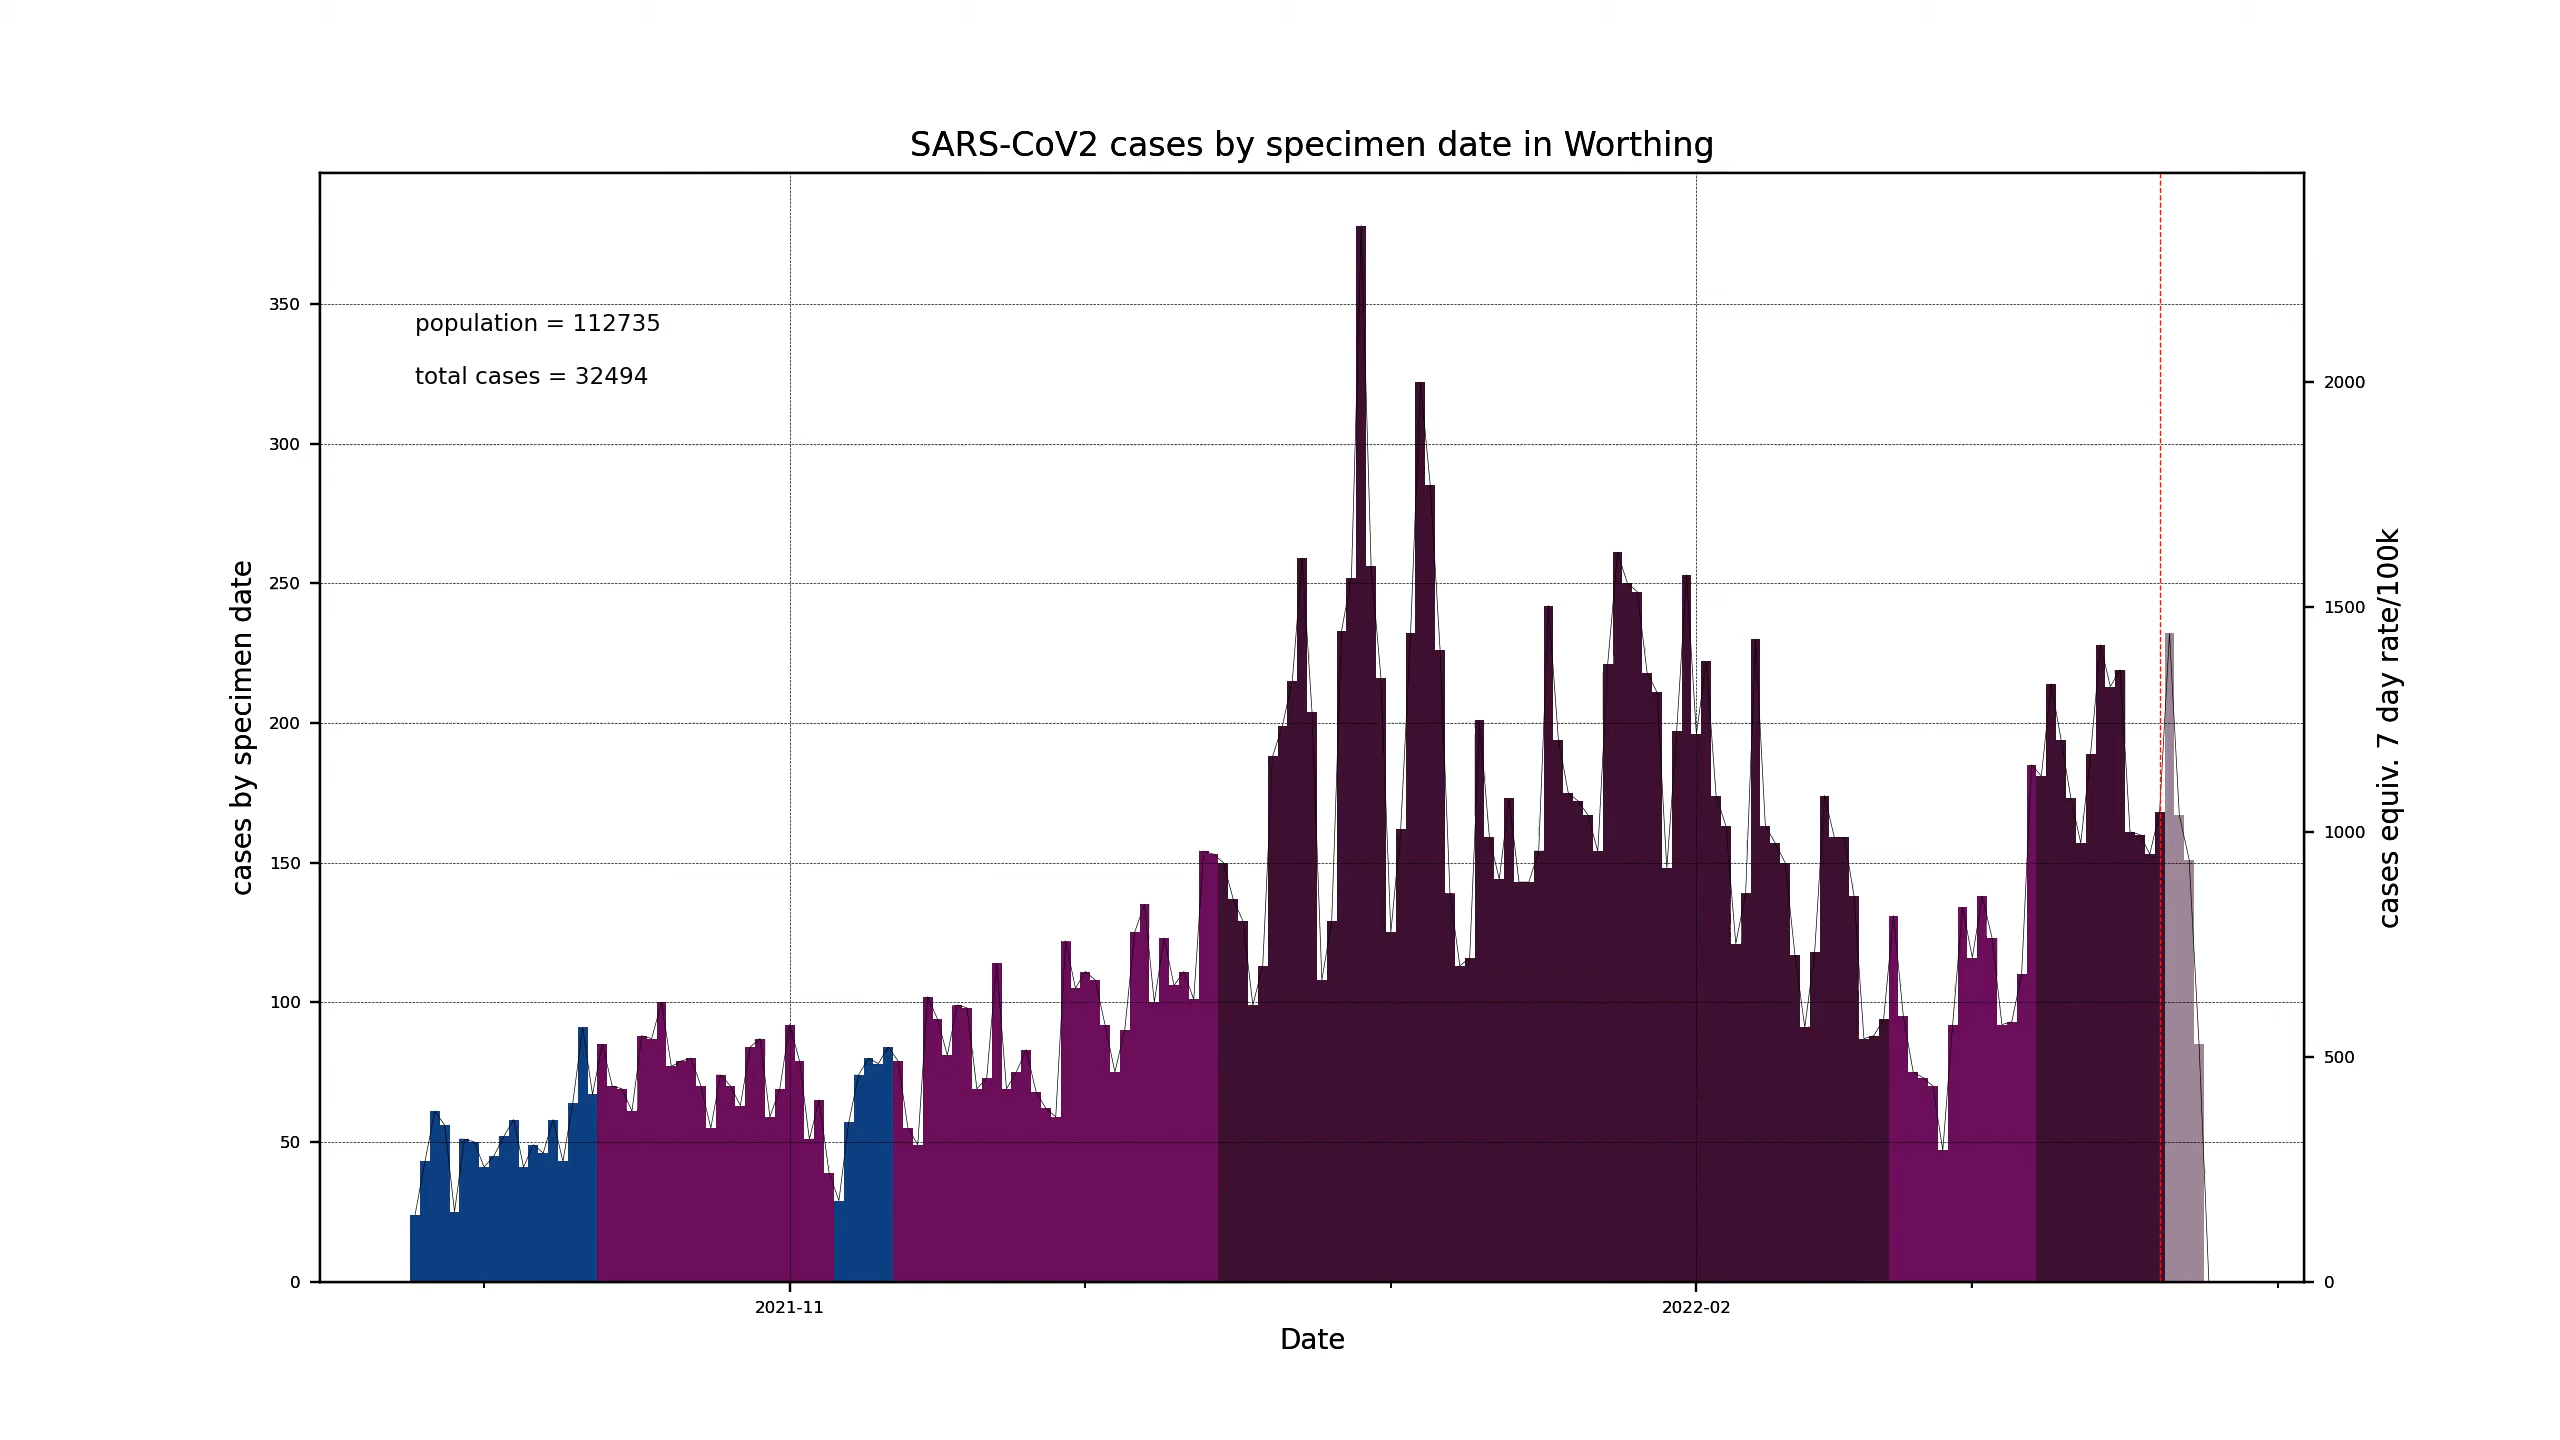 SARS-CoV2 cases by specimen date in Worthing
population = 112735
total cases = 32494
cases by specimen date
350
300
250
200
150
100
50
0
2000
1500
1000
500
0
cases equiv. 7 day rate/100k
2021-11
2022-02
Date